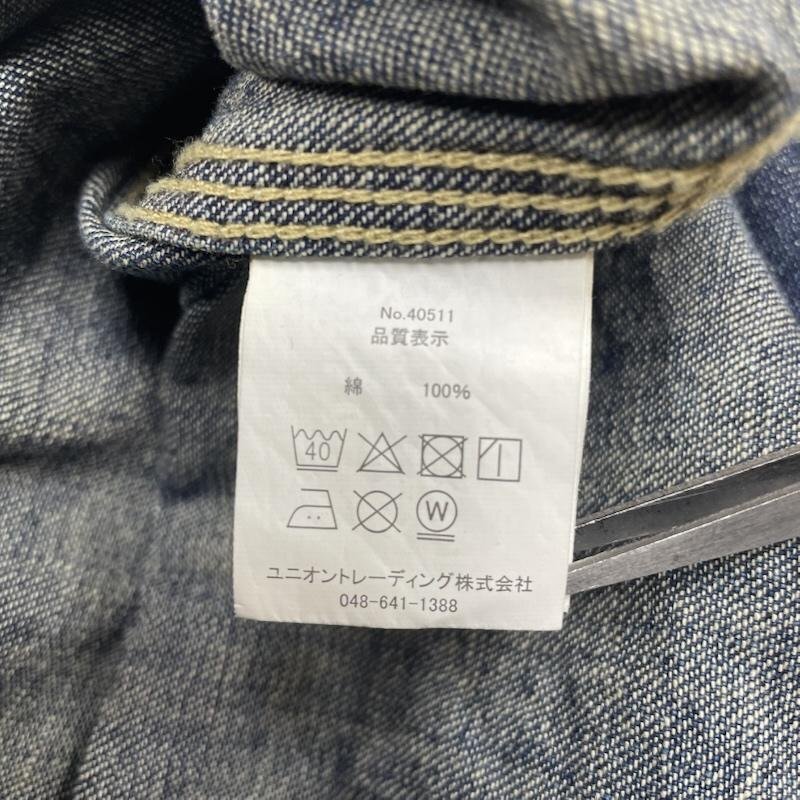 No.40511
品質表示
綿 100%
40
W
ユニオントレーディング株式会社
048-641-1388